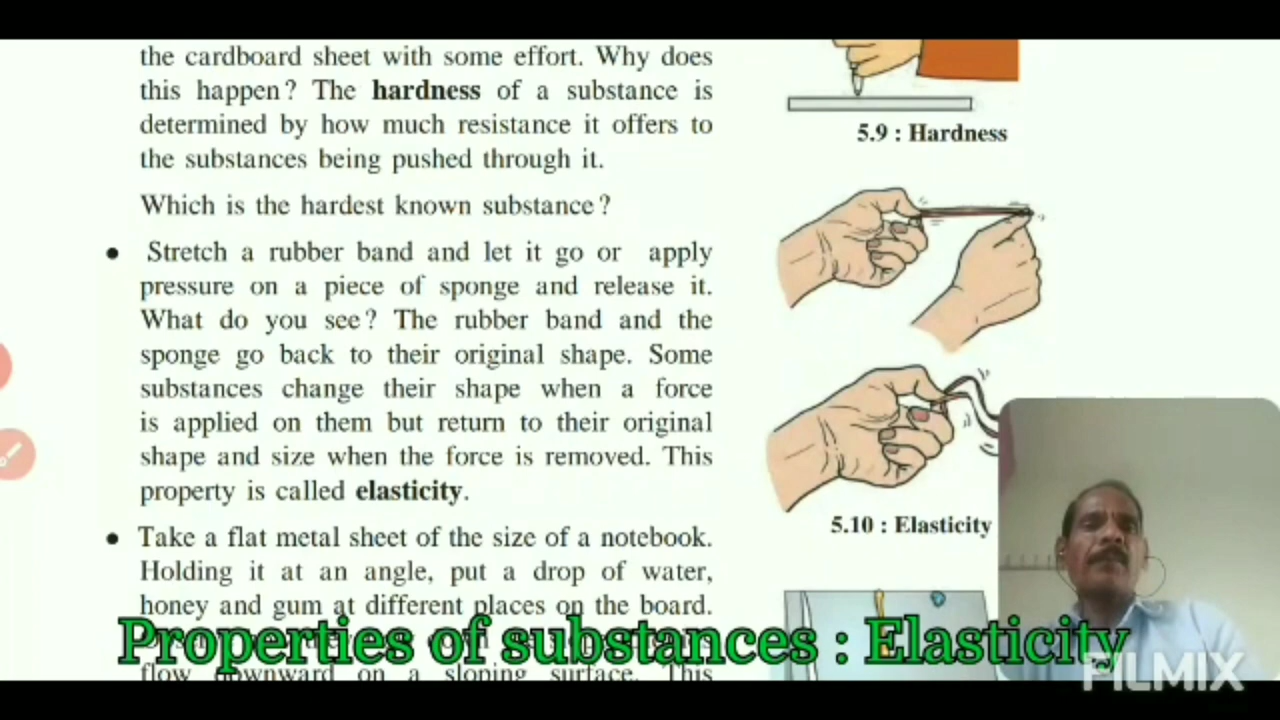 the cardboard sheet with some effort. Why does
this happen? The hardness of a substance is
determined by how much resistance it offers to
the substances being pushed through it.
Which is the hardest known substance?
• Stretch a rubber band and let it go or apply
pressure on a piece of sponge and release it.
What do you see? The rubber band and the
sponge go back to their original shape. Some
substances change their shape when a force
is applied on them but return to their original
shape and size when the force is removed. This
property is called elasticity.
• Take a flat metal sheet of the size of a notebook.
Holding it at an angle, put a drop of water,
honey and gum at different places on the board.
flow downward on a sloping surface. This
5.9 : Hardness
5.10 : Elasticity
Properties of substances : Elasticity
FILMIX